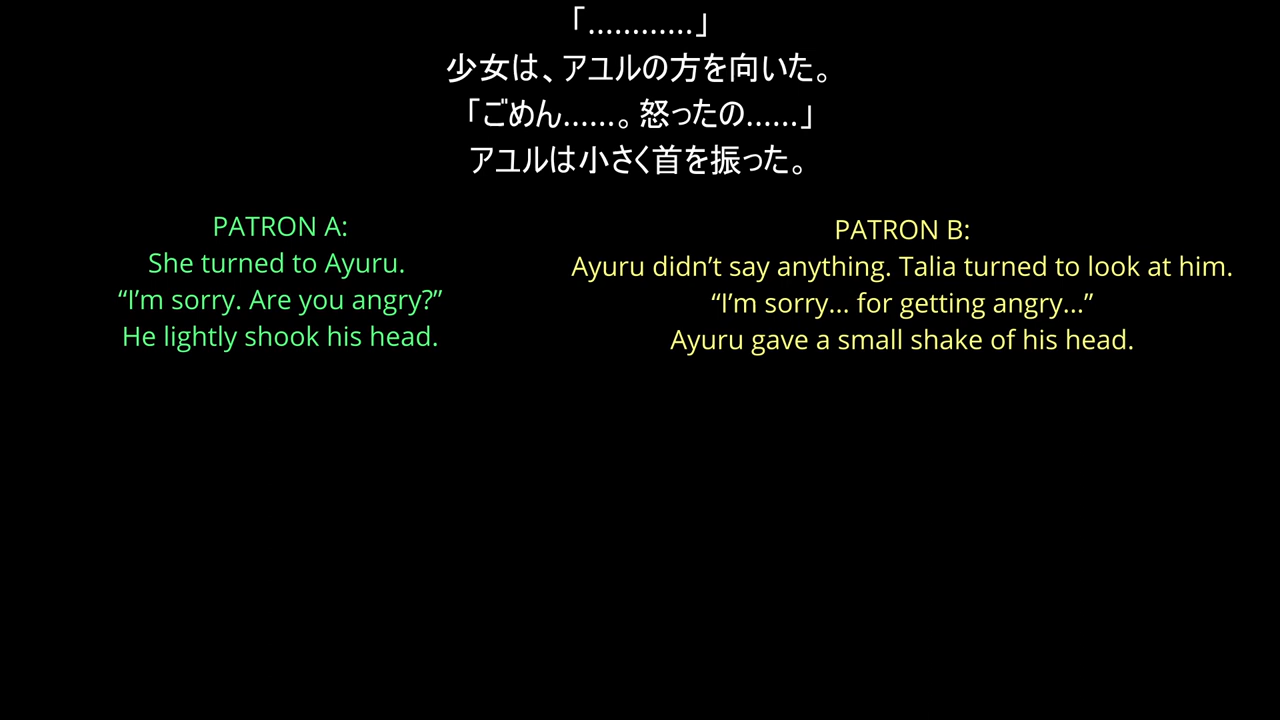 「…………」
少女は、アユルの方を向いた。
「ごめん……。怒ったの……」
アユルは小さく首を振った。
PATRON A:
She turned to Ayuru.
“I’m sorry. Are you angry?”
He lightly shook his head.
PATRON B:
Ayuru didn’t say anything. Talia turned to look at him.
“I’m sorry... for getting angry...”
Ayuru gave a small shake of his head.